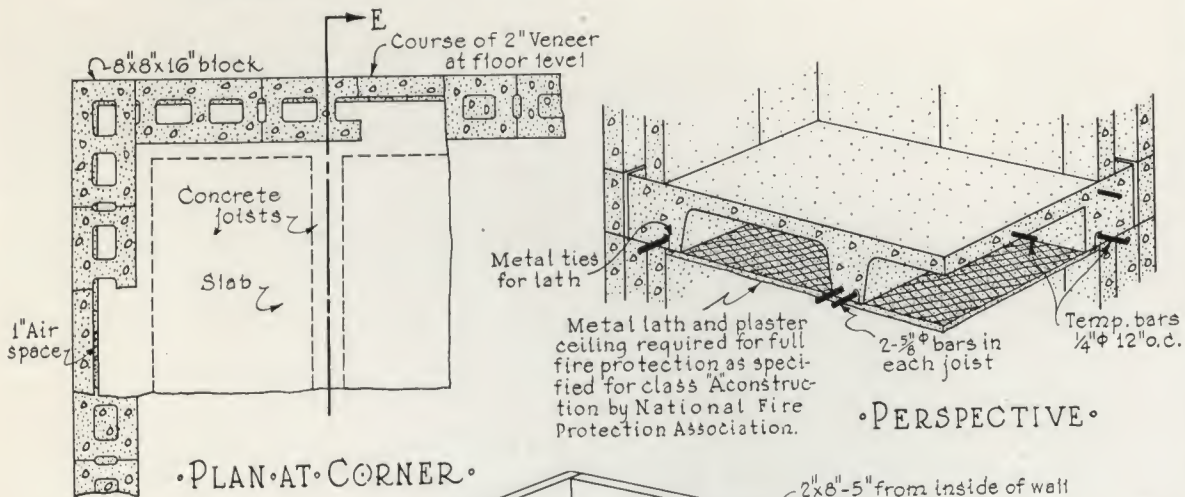 E
Course of 2" Veneer
at floor level
8"x8"x16" block
Concrete
joists
Slab
1" Air
space
·PLAN·AT·CORNER·
Metal ties
for lath
Metal lath and plaster
ceiling required for full
fire protection as speci-
fied for class "A" construc-
tion by National Fire
Protection Association.
2-5/8"ϕ bars in
each joist
Temp. bars
1/4"ϕ 12" o.c.
·PERSPECTIVE·
2"x8"-5" from inside of wall